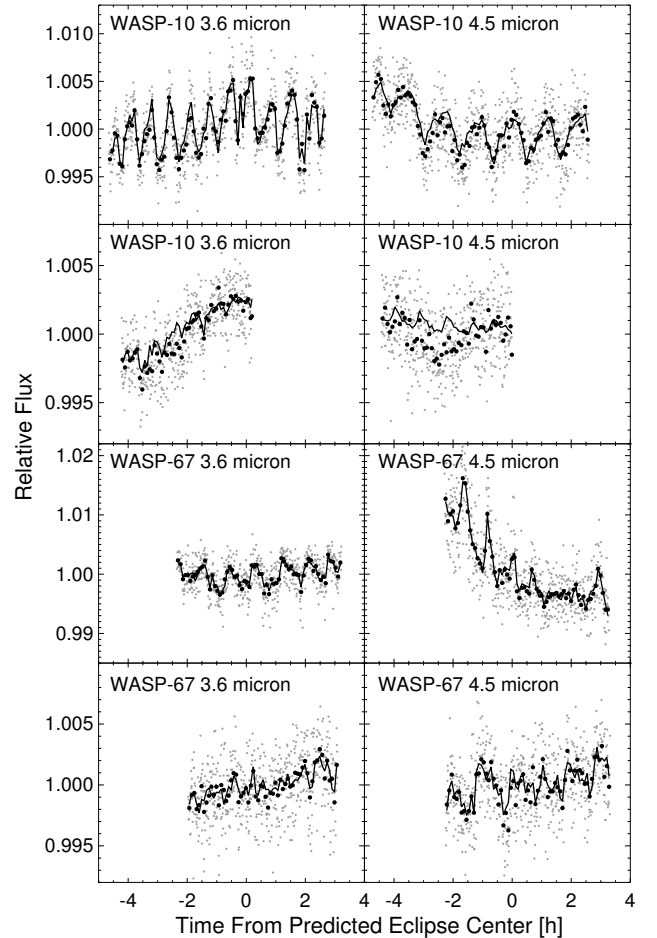 WASP-10 3.6 micron
WASP-10 4.5 micron
1.010
1.005
1.000
0.995
WASP-10 3.6 micron
WASP-10 4.5 micron
1.005
1.000
0.995
WASP-67 3.6 micron
WASP-67 4.5 micron
1.02
1.01
1.00
0.99
WASP-67 3.6 micron
WASP-67 4.5 micron
1.005
1.000
0.995
Relative Flux
-4 -2 0 2 -4 -2 0 2 4
Time From Predicted Eclipse Center [h]